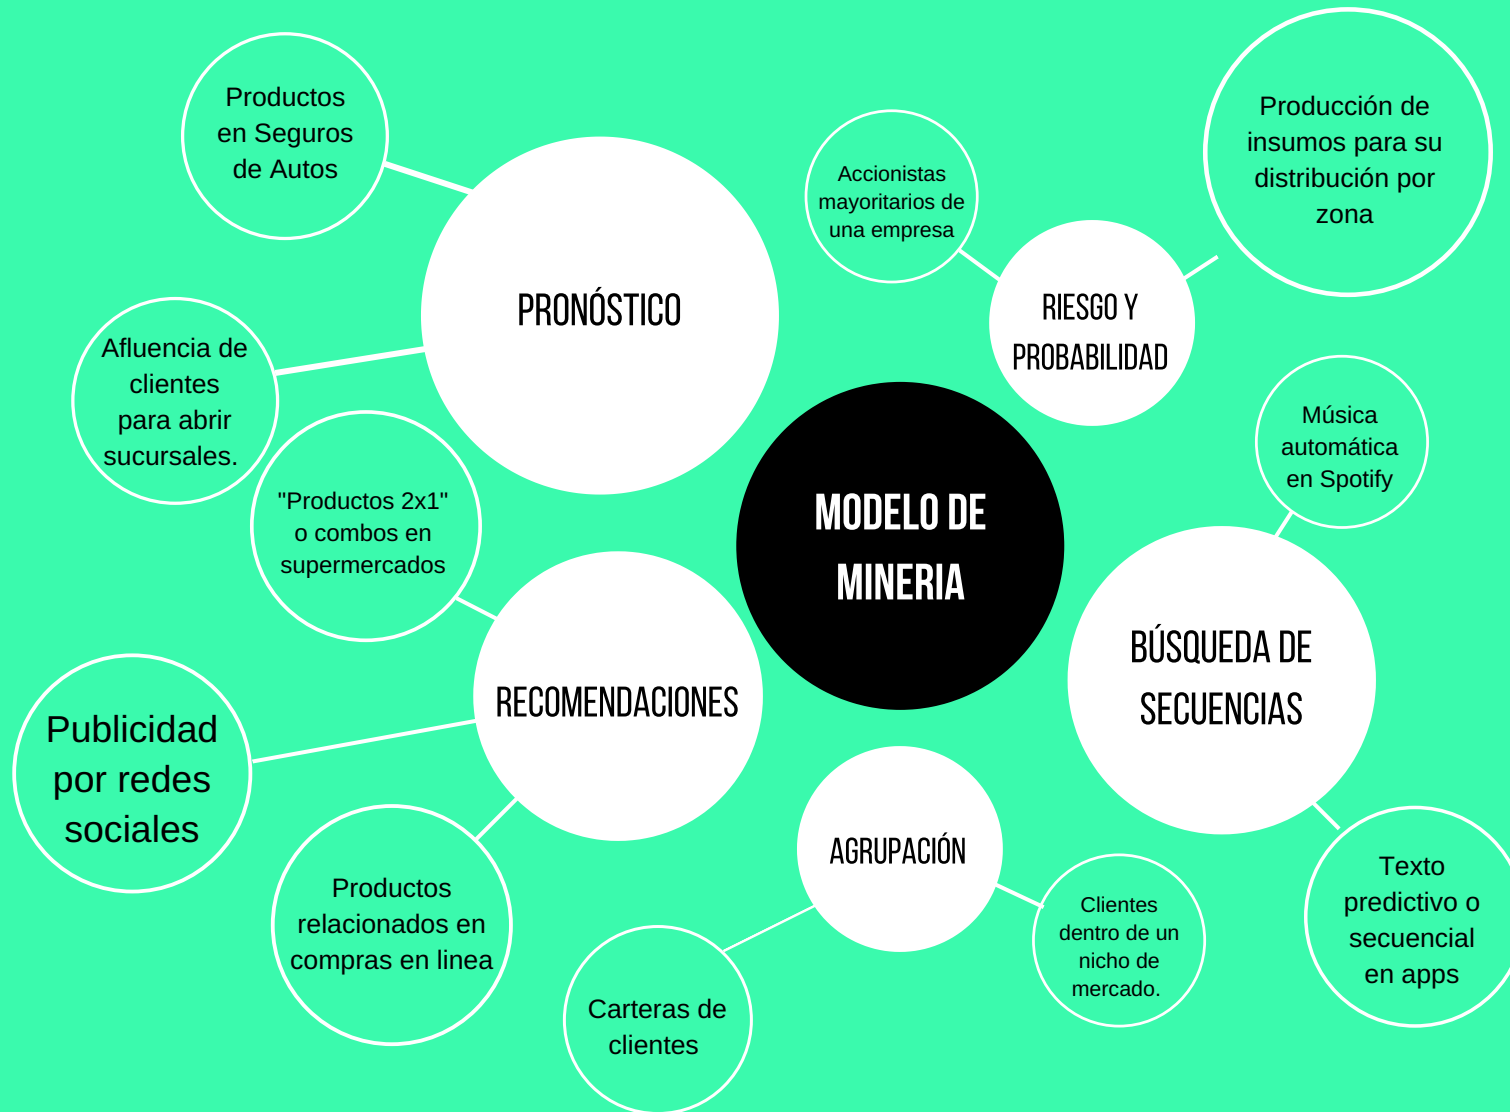 Productos
en Seguros
de Autos
Producción de
insumos para su
distribución por
zona
Accionistas
mayoritarios de
una empresa
PRONÓSTICO
RIESGO Y
PROBABILIDAD
Afluencia de
clientes
para abrir
sucursales.
Música
automática
en Spotify
"Productos 2x1"
o combos en
supermercados
MODELO DE
MINERIA
BÚSQUEDA DE
SECUENCIAS
RECOMENDACIONES
Publicidad
por redes
sociales
AGRUPACIÓN
Productos
relacionados en
compras en linea
Clientes
dentro de un
nicho de
mercado.
Texto
predictivo o
secuencial
en apps
Carteras de
clientes